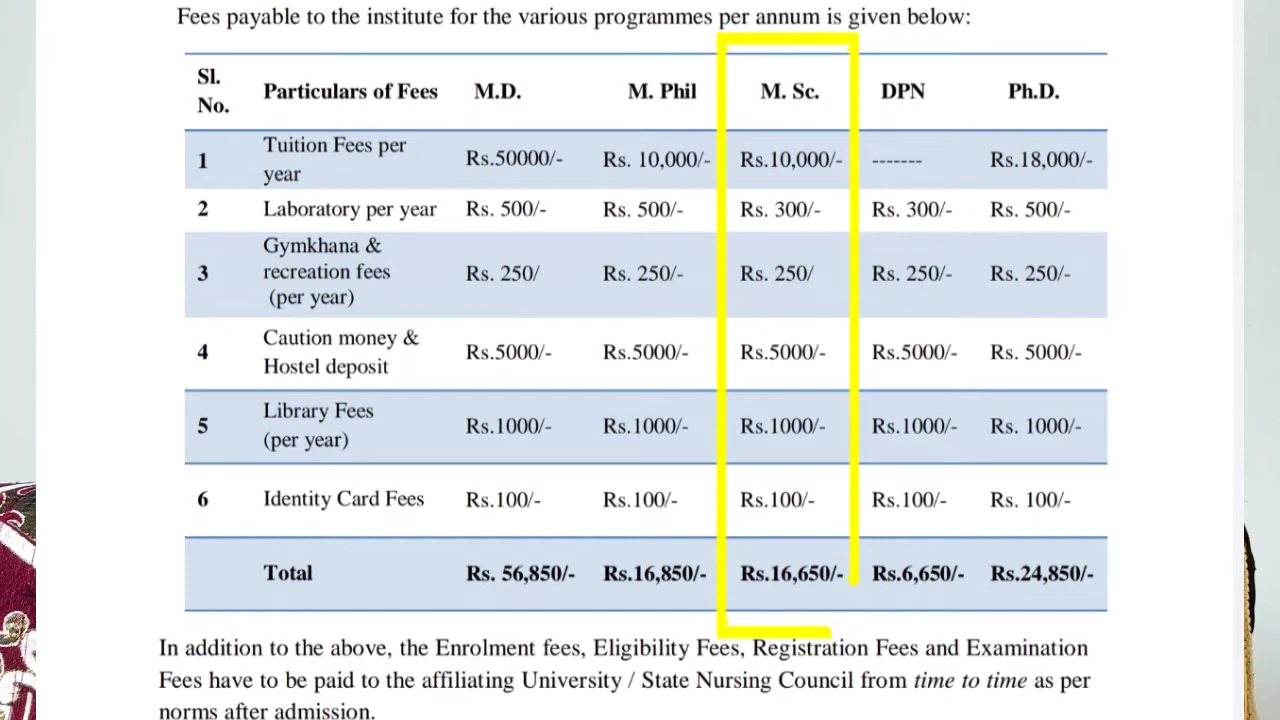 Fees payable to the institute for the various programmes per annum is given below:
Sl. No. Particulars of Fees M.D. M. Phil M. Sc. DPN Ph.D.
1 Tuition Fees per year Rs.50000/- Rs. 10,000/- Rs.10,000/- ------- Rs.18,000/-
2 Laboratory per year Rs. 500/- Rs. 500/- Rs. 300/- Rs. 300/- Rs. 500/-
3 Gymkhana & recreation fees (per year) Rs. 250/ Rs. 250/- Rs. 250/ Rs. 250/- Rs. 250/-
4 Caution money & Hostel deposit Rs.5000/- Rs.5000/- Rs.5000/- Rs.5000/- Rs. 5000/-
5 Library Fees (per year) Rs.1000/- Rs.1000/- Rs.1000/- Rs.1000/- Rs. 1000/-
6 Identity Card Fees Rs.100/- Rs.100/- Rs.100/- Rs.100/- Rs. 100/-
Total Rs. 56,850/- Rs.16,850/- Rs.16,650/- Rs.6,650/- Rs.24,850/-
In addition to the above, the Enrolment fees, Eligibility Fees, Registration Fees and Examination
Fees have to be paid to the affiliating University / State Nursing Council from time to time as per
norms after admission.